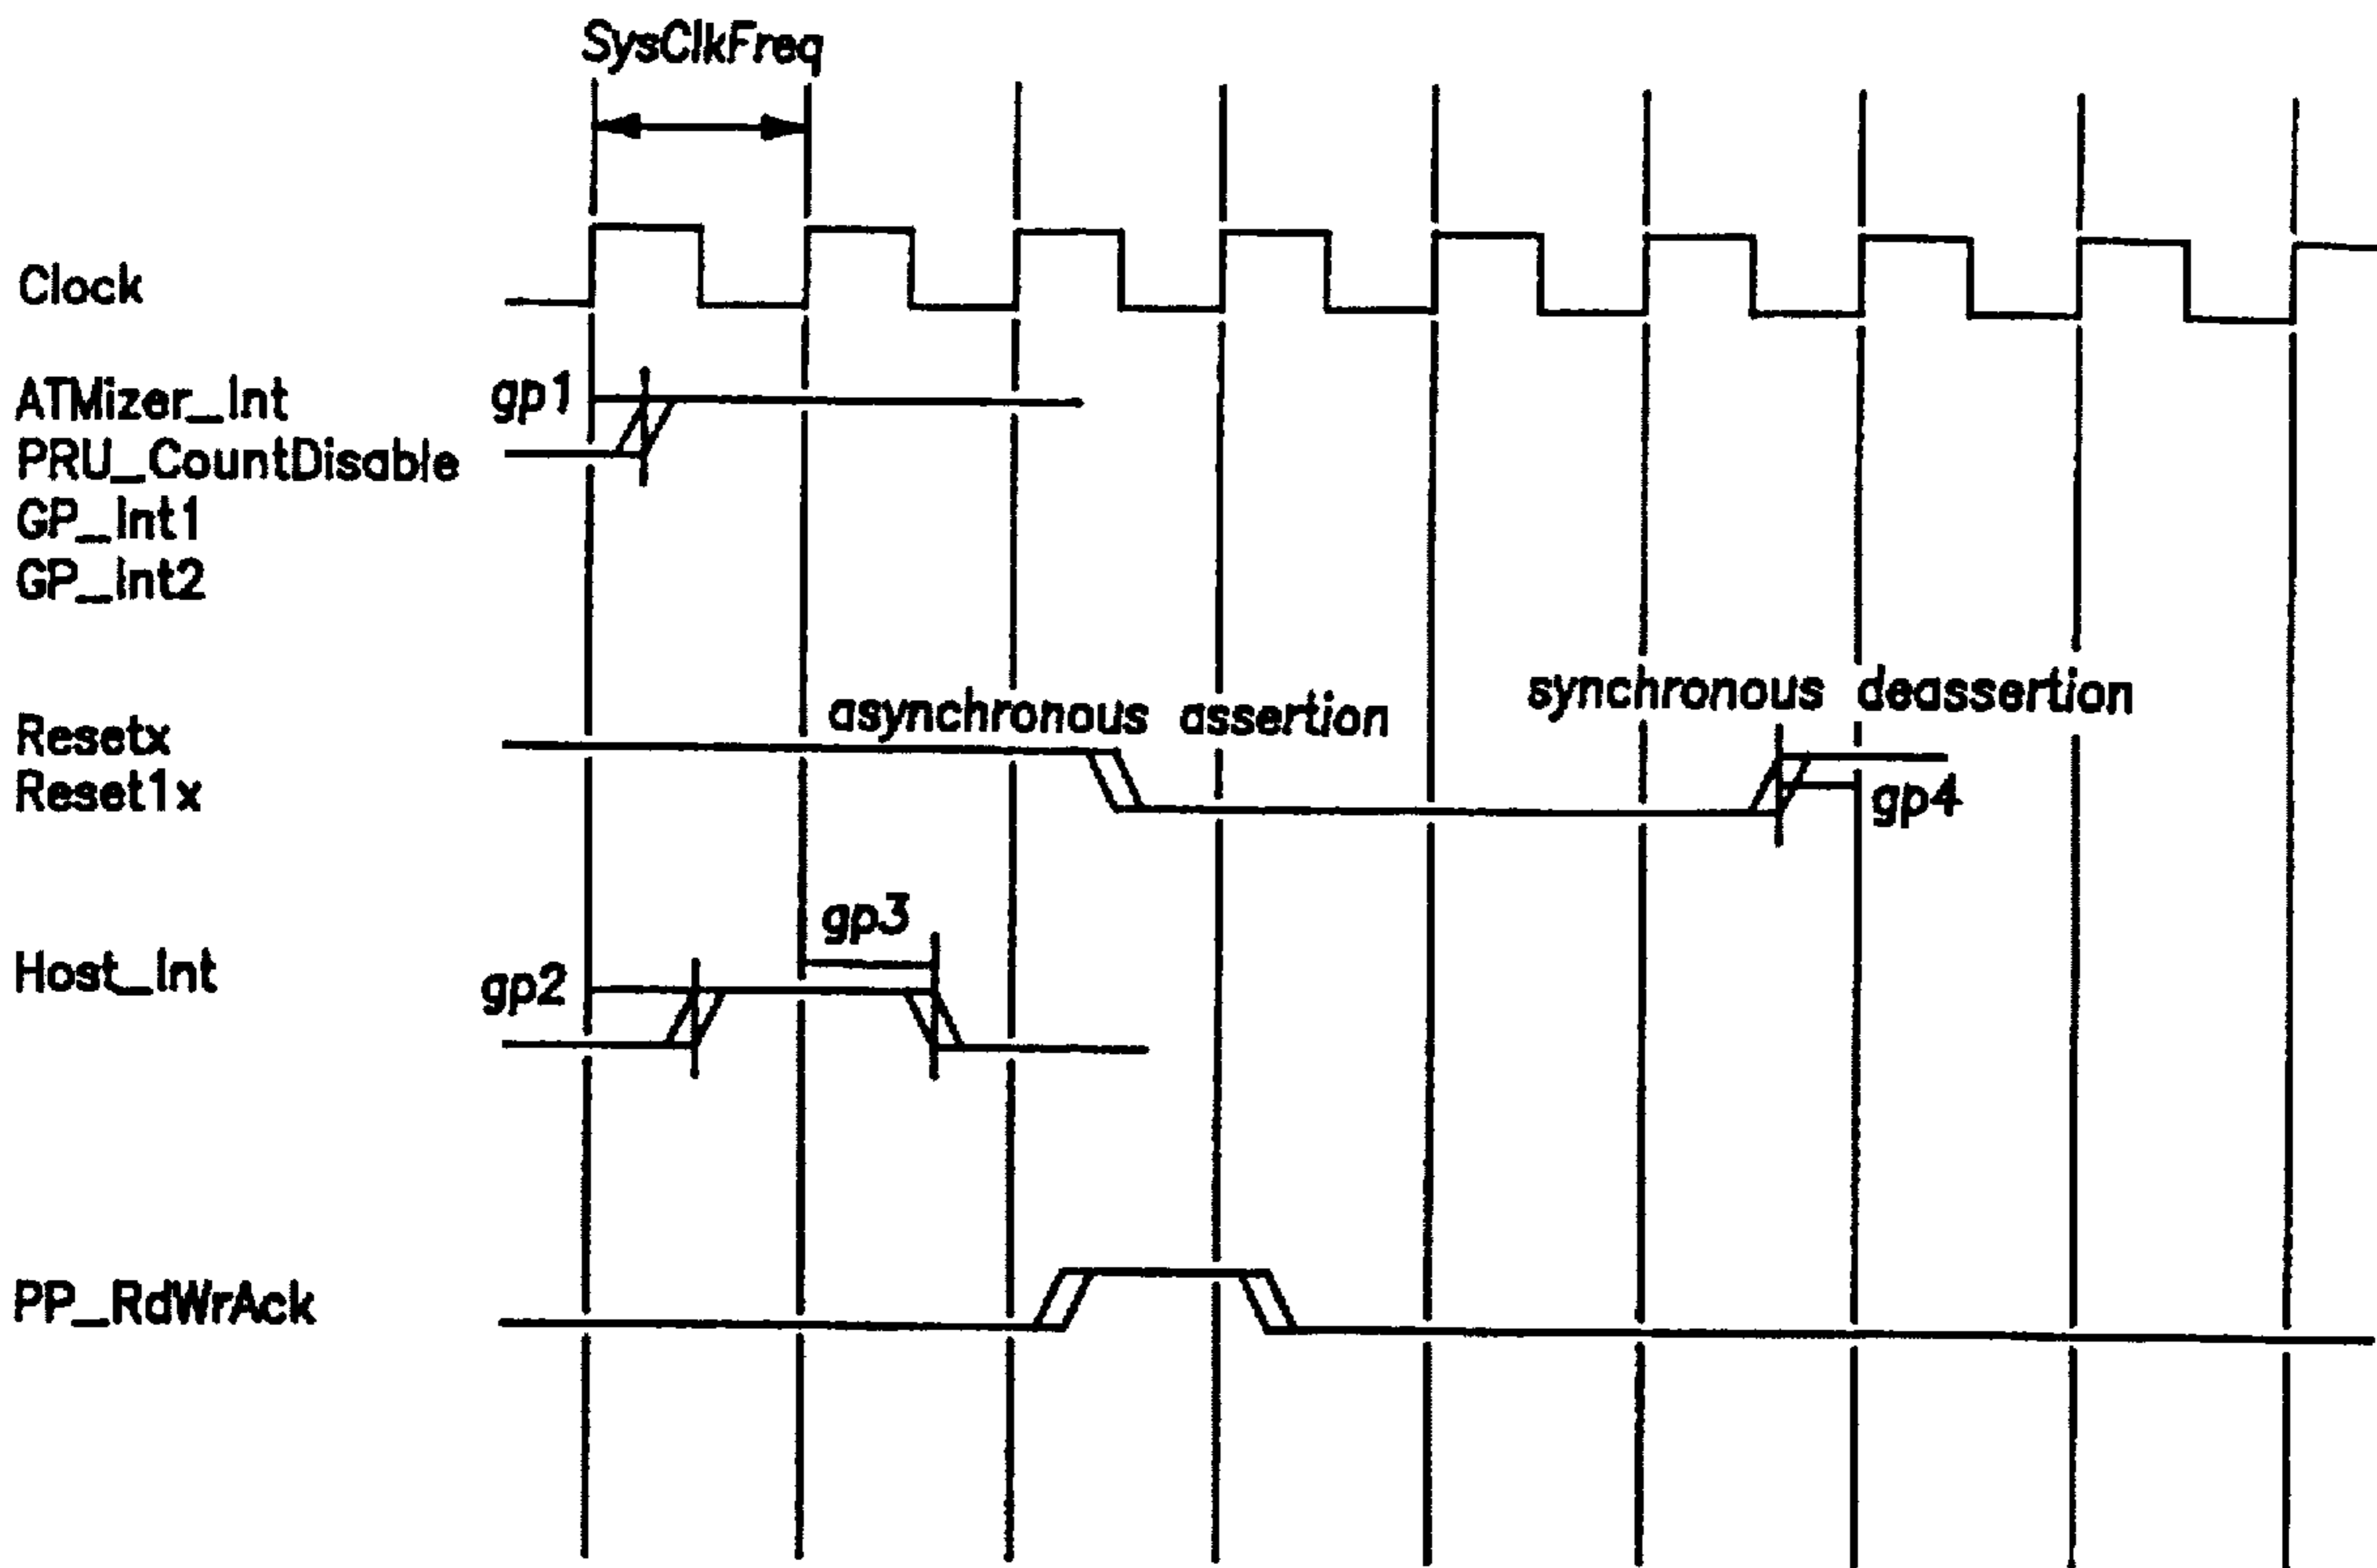 SysClkFreq
Clock
ATMizer_Int
gp1
PRU_CountDisable
GP_Int1
GP_Int2
Resetx
asynchronous assertion
synchronous deassertion
Reset1x
gp4
gp3
Host_Int
gp2
PP_RdWrAck